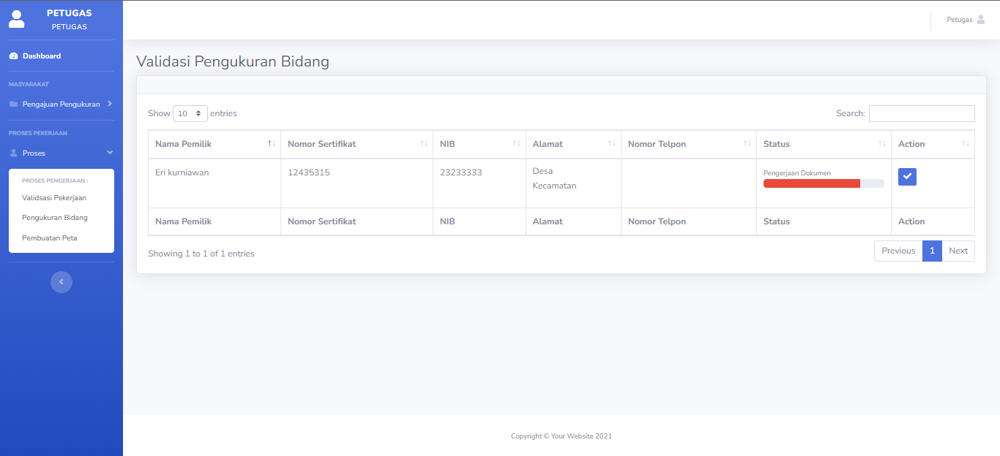 PETUGAS
PETUGAS
Petugas
Dashboard
MASYARAKAT
Pengajuan Pengukuran
PROSES PEKERJAAN
Proses
PROSES PENGERJAAN :
Validsasi Pekerjaan
Pengukuran Bidang
Pembuatan Peta
Validasi Pengukuran Bidang
Show 10 entries
Search:
Nama Pemilik Nomor Sertifikat NIB Alamat Nomor Telpon Status Action
Eri kurniawan 12435315 23233333 Desa Pengerjaan Dokumen
Kecamatan
Nama Pemilik Nomor Sertifikat NIB Alamat Nomor Telpon Status Action
Showing 1 to 1 of 1 entries
Previous 1 Next
Copyright © Your Website 2021